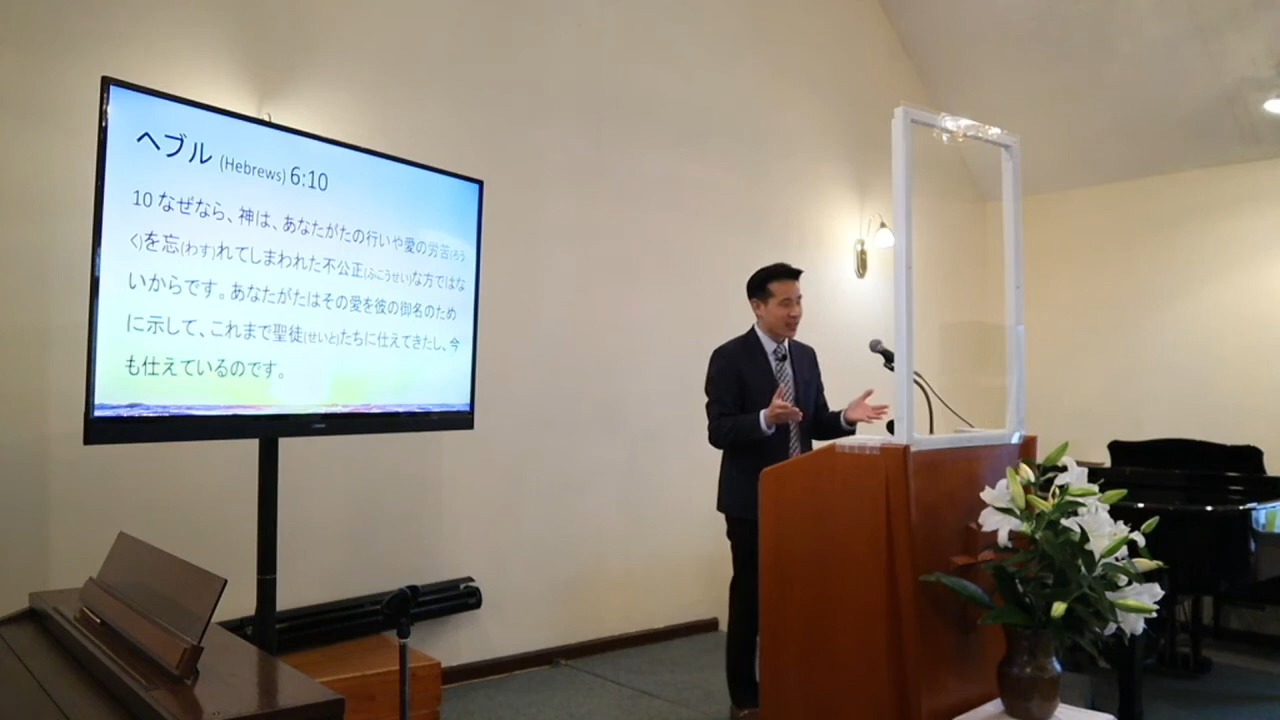 ヘブル (Hebrews) 6:10
10 なぜなら、神は、あなたがたの行いや愛の労苦(ろう
く)を忘(わす)れてしまわれた不公正(ふこうせい)な方ではな
いからです。あなたがたはその愛を彼の御名のため
に示して、これまで聖徒(せいと)たちに仕えてきたし、今
も仕えているのです。